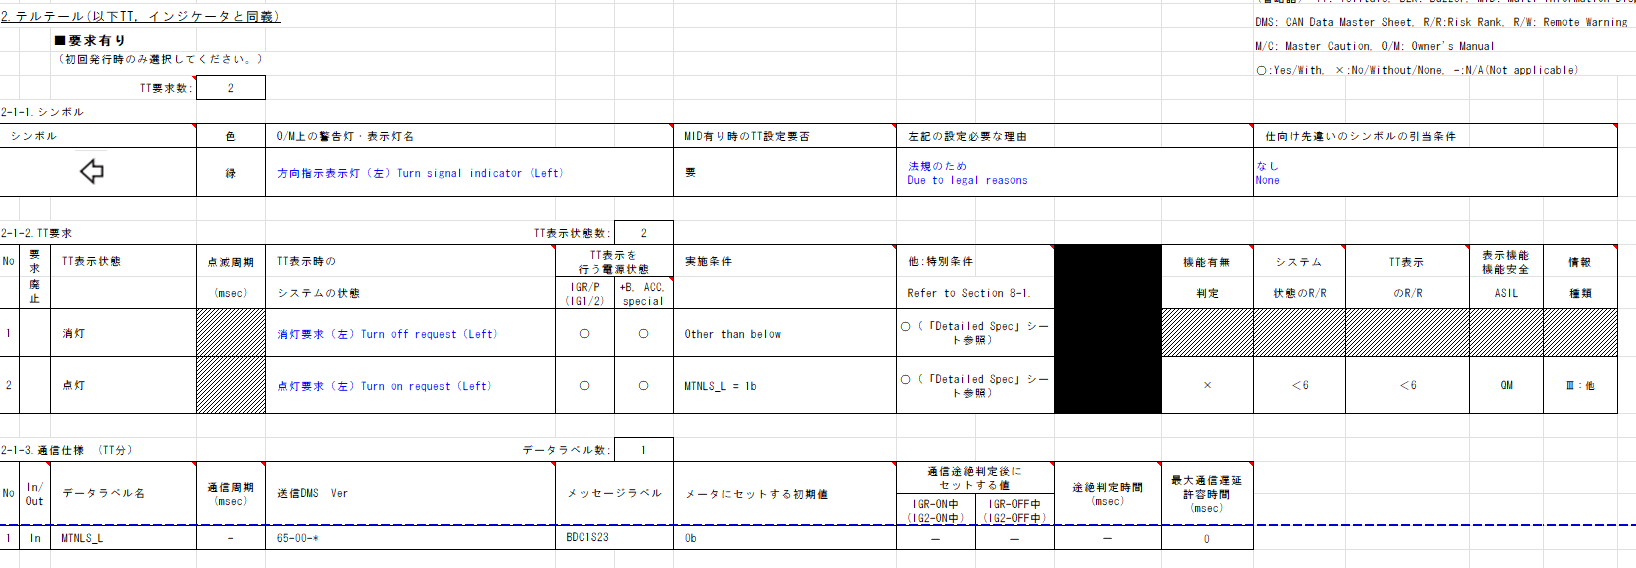 2.テルテール(以下TT, インジケータと同義)
■要求有り
(初回発行時のみ選択してください。)
TT要求数: 2
DMS: CAN Data Master Sheet, R/R:Risk Rank, R/W: Remote Warning
M/C: Master Caution, O/M: Owner's Manual
○:Yes/With, ×:No/Without/None, -:N/A(Not applicable)
2-1-1.シンボル
シンボル 色 O/M上の警告灯・表示灯名 MID有り時のTT設定要否 左記の設定必要な理由 仕向け先違いのシンボルの引当条件
緑 方向指示表示灯(左)Turn signal indicator (Left) 要 法規のため なし
Due to legal reasons None
2-1-2.TT要求 TT表示状態数: 2
No 要求廃止 TT表示状態 点滅周期 TT表示時の TT表示を 実施条件 他:特別条件 機能有無 システム TT表示 表示機能 情報
行う電源状態 機能安全
(msec) システムの状態 IGR/P +B, ACC, Refer to Section 8-1. 判定 状態のR/R のR/R ASIL 種類
(IG1/2) special
1 消灯 消灯要求(左)Turn off request (Left) ○ ○ Other than below ○(「Detailed Spec」シー
ト参照)
2 点灯 点灯要求(左)Turn on request (Left) ○ ○ MTNLS_L = 1b ○(「Detailed Spec」シー × <6 <6 QM Ⅲ:他
ト参照)
2-1-3.通信仕様 (TT分) データラベル数: 1
No In/ データラベル名 通信周期 送信DMS Ver メッセージラベル メータにセットする初期値 通信途絶判定後に 途絶判定時間 最大通信遅延
Out (msec) セットする値 (msec) 許容時間
IGR-ON中 IGR-OFF中 (msec)
(IG2-ON中) (IG2-OFF中)
1 In MTNLS_L - 65-00-* BDC1S23 0b — — — 0